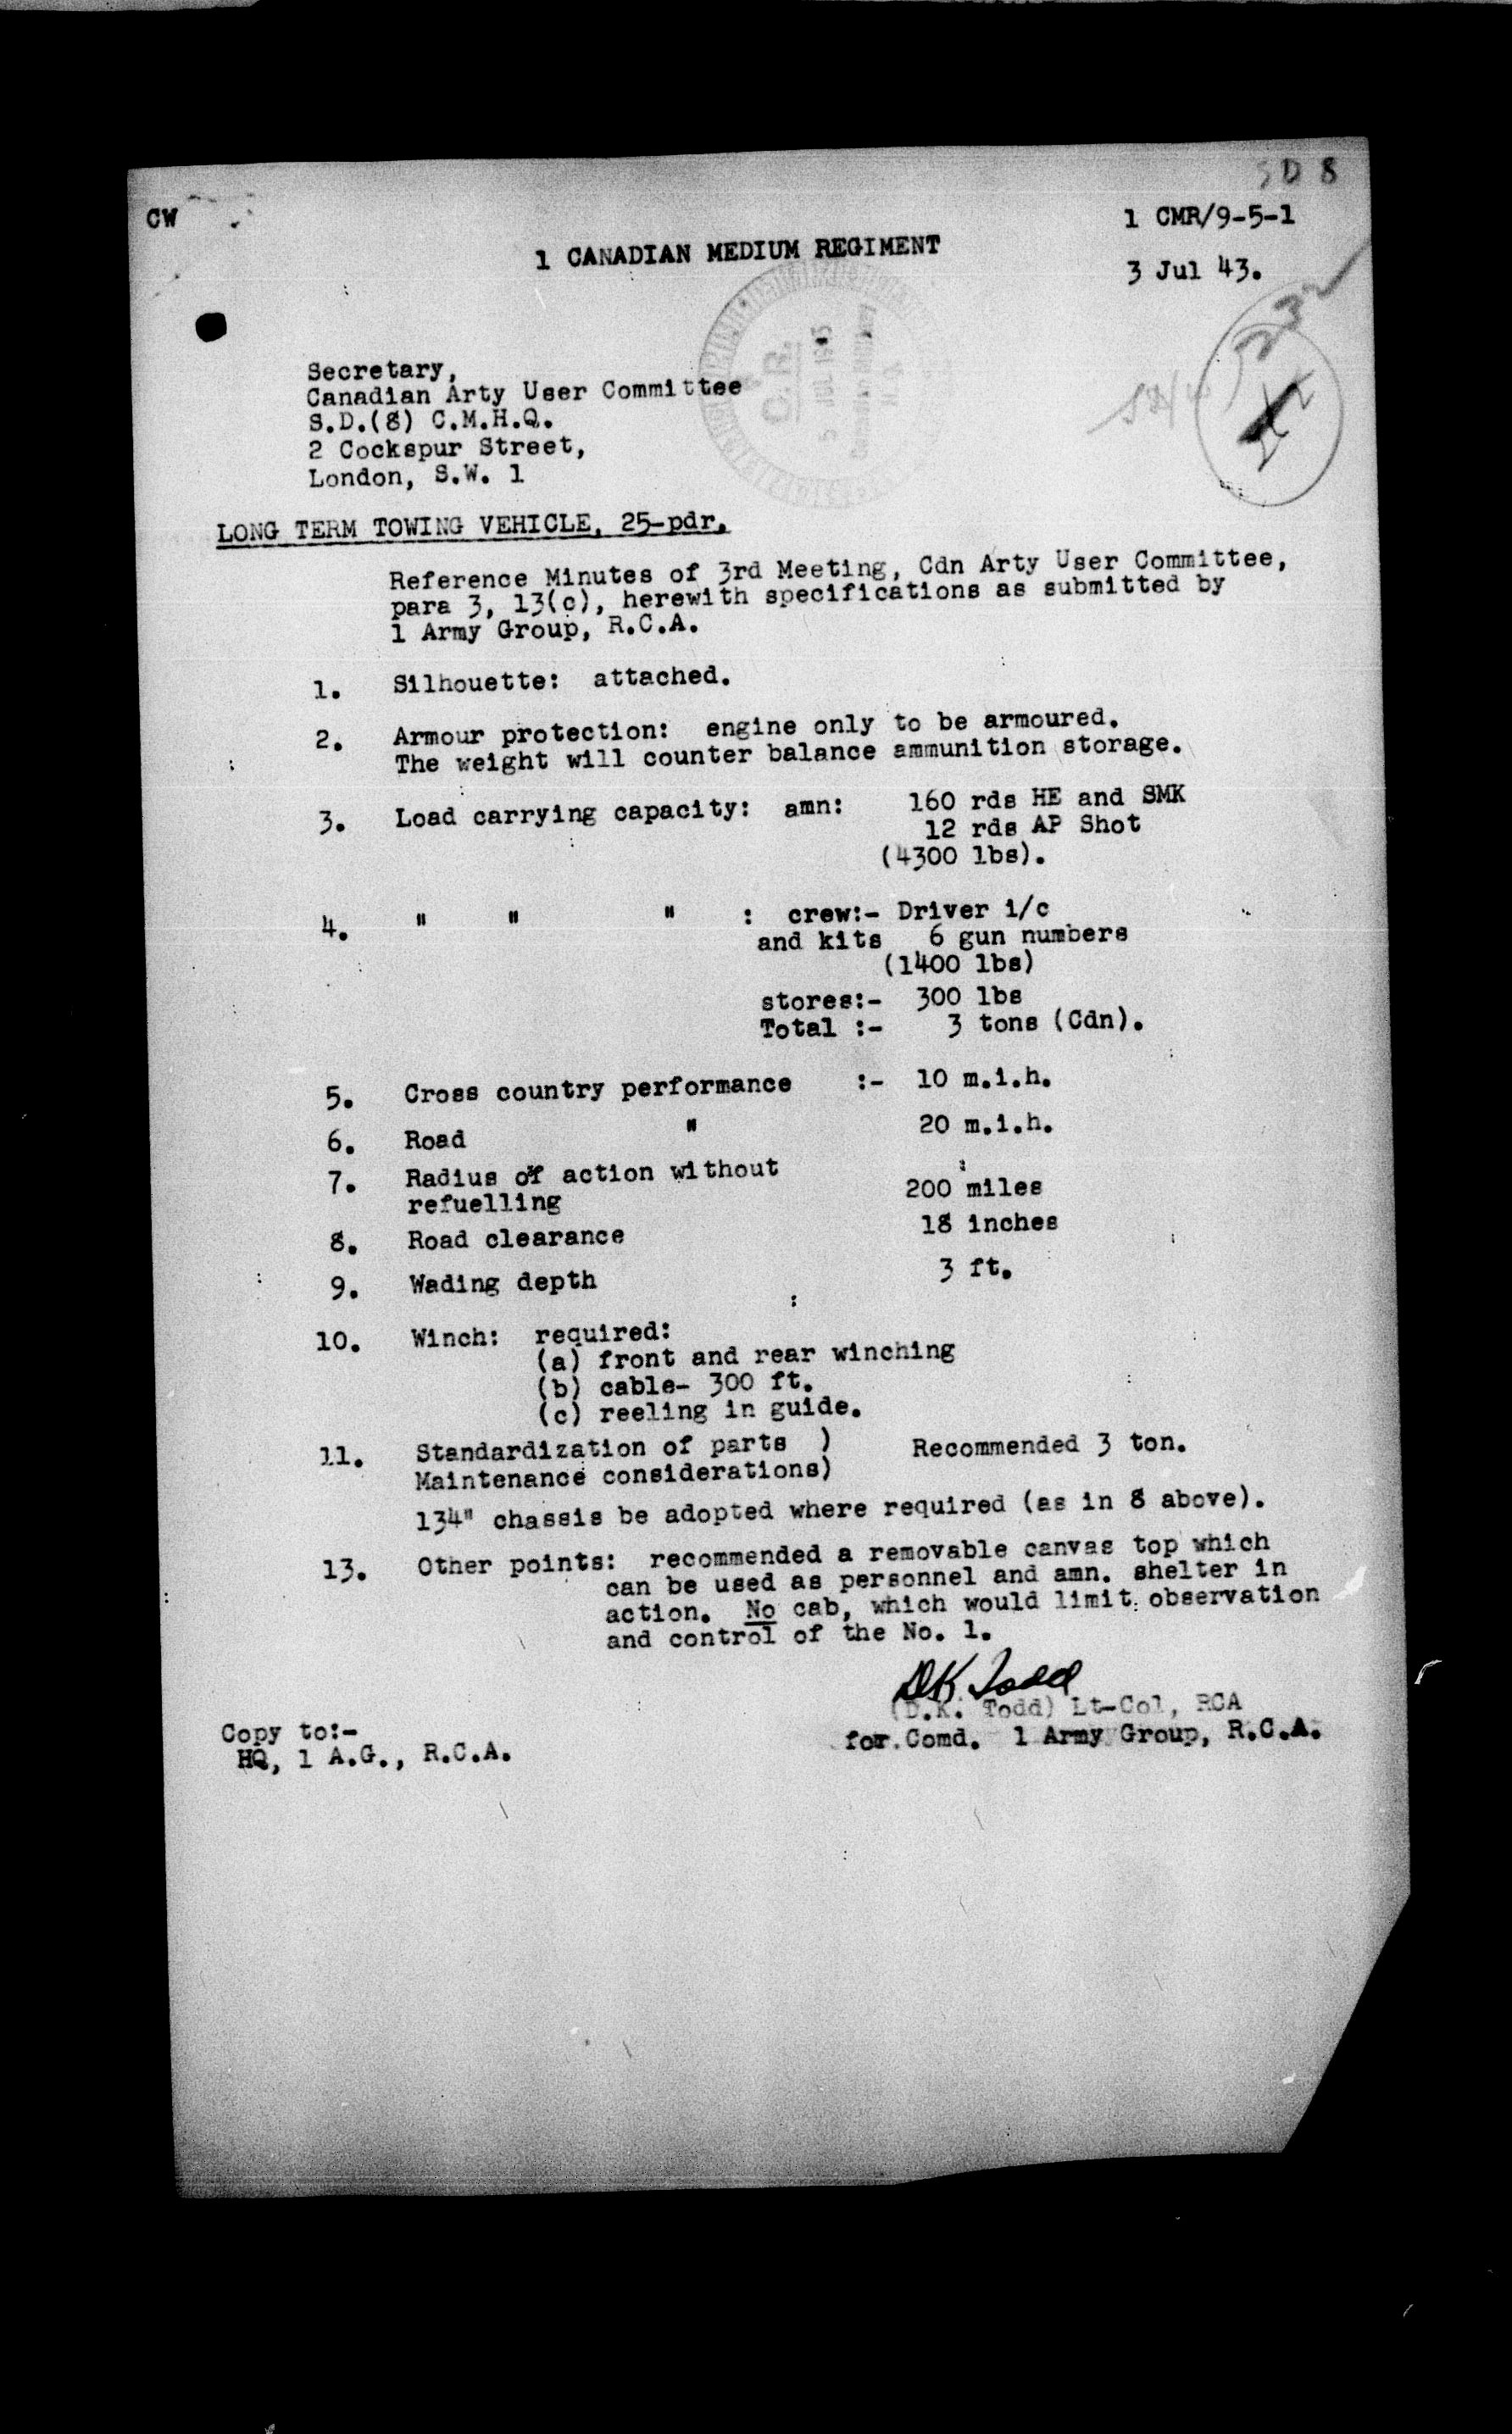 SD 8
CW
1 CMR/9-5-1
1 CANADIAN MEDIUM REGIMENT
3 Jul 43.
232
Secretary,
Canadian Arty User Committee
S.D.(8) C.M.H.Q.
2 Cockspur Street,
London, S.W. 1
LONG TERM TOWING VEHICLE, 25-pdr.
Reference Minutes of 3rd Meeting, Cdn Arty User Committee,
para 3, 13(c), herewith specifications as submitted by
1 Army Group, R.C.A.
1. Silhouette: attached.
2. Armour protection: engine only to be armoured.
The weight will counter balance ammunition storage.
3. Load carrying capacity: amn: 160 rds HE and SMK
12 rds AP Shot
(4300 lbs).
4. " " " : crew:- Driver i/c
and kits 6 gun numbers
(1400 lbs)
stores:- 300 lbs
Total :- 3 tons (Cdn).
5. Cross country performance :- 10 m.i.h.
6. Road " 20 m.i.h.
7. Radius of action without
refuelling 200 miles
8. Road clearance 18 inches
9. Wading depth 3 ft.
10. Winch: required:
(a) front and rear winching
(b) cable- 300 ft.
(c) reeling in guide.
11. Standardization of parts ) Recommended 3 ton.
Maintenance considerations)
134" chassis be adopted where required (as in 8 above).
13. Other points: recommended a removable canvas top which
can be used as personnel and amn. shelter in
action. No cab, which would limit observation
and control of the No. 1.
DK Todd
(D.K. Todd) Lt-Col, RCA
for Comd. 1 Army Group, R.C.A.
Copy to:-
HQ, 1 A.G., R.C.A.